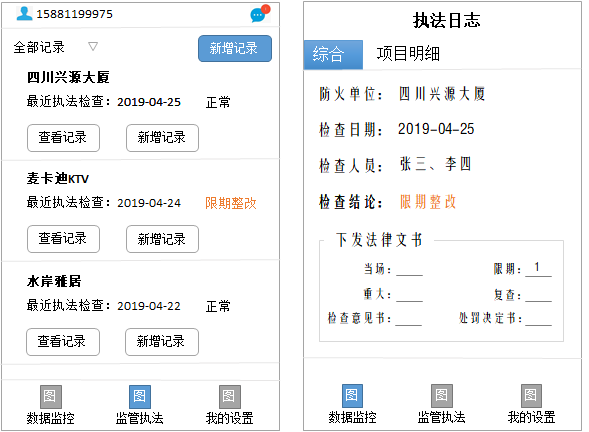 15881199975
全部记录 ▽ 新增记录
四川兴源大厦
最近执法检查：2019-04-25 正常
查看记录 新增记录
麦卡迪KTV
最近执法检查：2019-04-24 限期整改
查看记录 新增记录
水岸雅居
最近执法检查：2019-04-22 正常
查看记录 新增记录
图 图 图
数据监控 监管执法 我的设置
执法日志
综合 项目明细
防火单位： 四川兴源大厦
检查日期： 2019-04-25
检查人员： 张三、李四
检查结论： 限期整改
下发法律文书
当场：____ 限期： 1
重大：____ 复查：____
检查意见书：____ 处罚决定书：____
图 图 图
数据监控 监管执法 我的设置